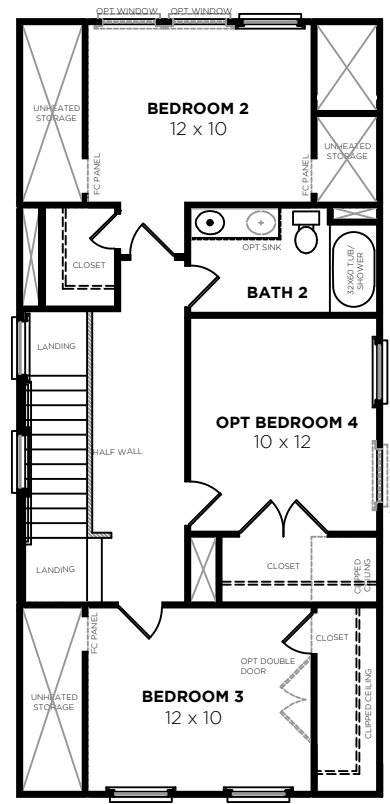 OPT WINDOW OPT WINDOW
UNHEATED
STORAGE
BEDROOM 2
12 x 10
UNHEATED
STORAGE
FC PANEL
FC PANEL
CLOSET
OPT SINK
BATH 2
32X60 TUB/
SHOWER
LANDING
HALF WALL
OPT BEDROOM 4
10 x 12
LANDING
CLOSET
CLIPPED
CEILING
FC PANEL
CLOSET
OPT DOUBLE
DOOR
UNHEATED
STORAGE
BEDROOM 3
12 x 10
CLIPPED CEILING